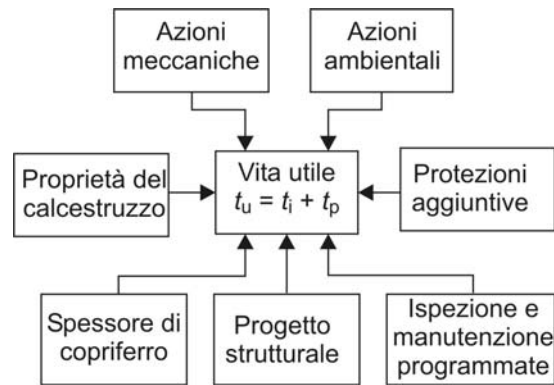 Azioni
meccaniche
Azioni
ambientali
Proprietà del
calcestruzzo
Vita utile
tu = ti + tp
Protezioni
aggiuntive
Spessore di
copriferro
Progetto
strutturale
Ispezione e
manutenzione
programmate